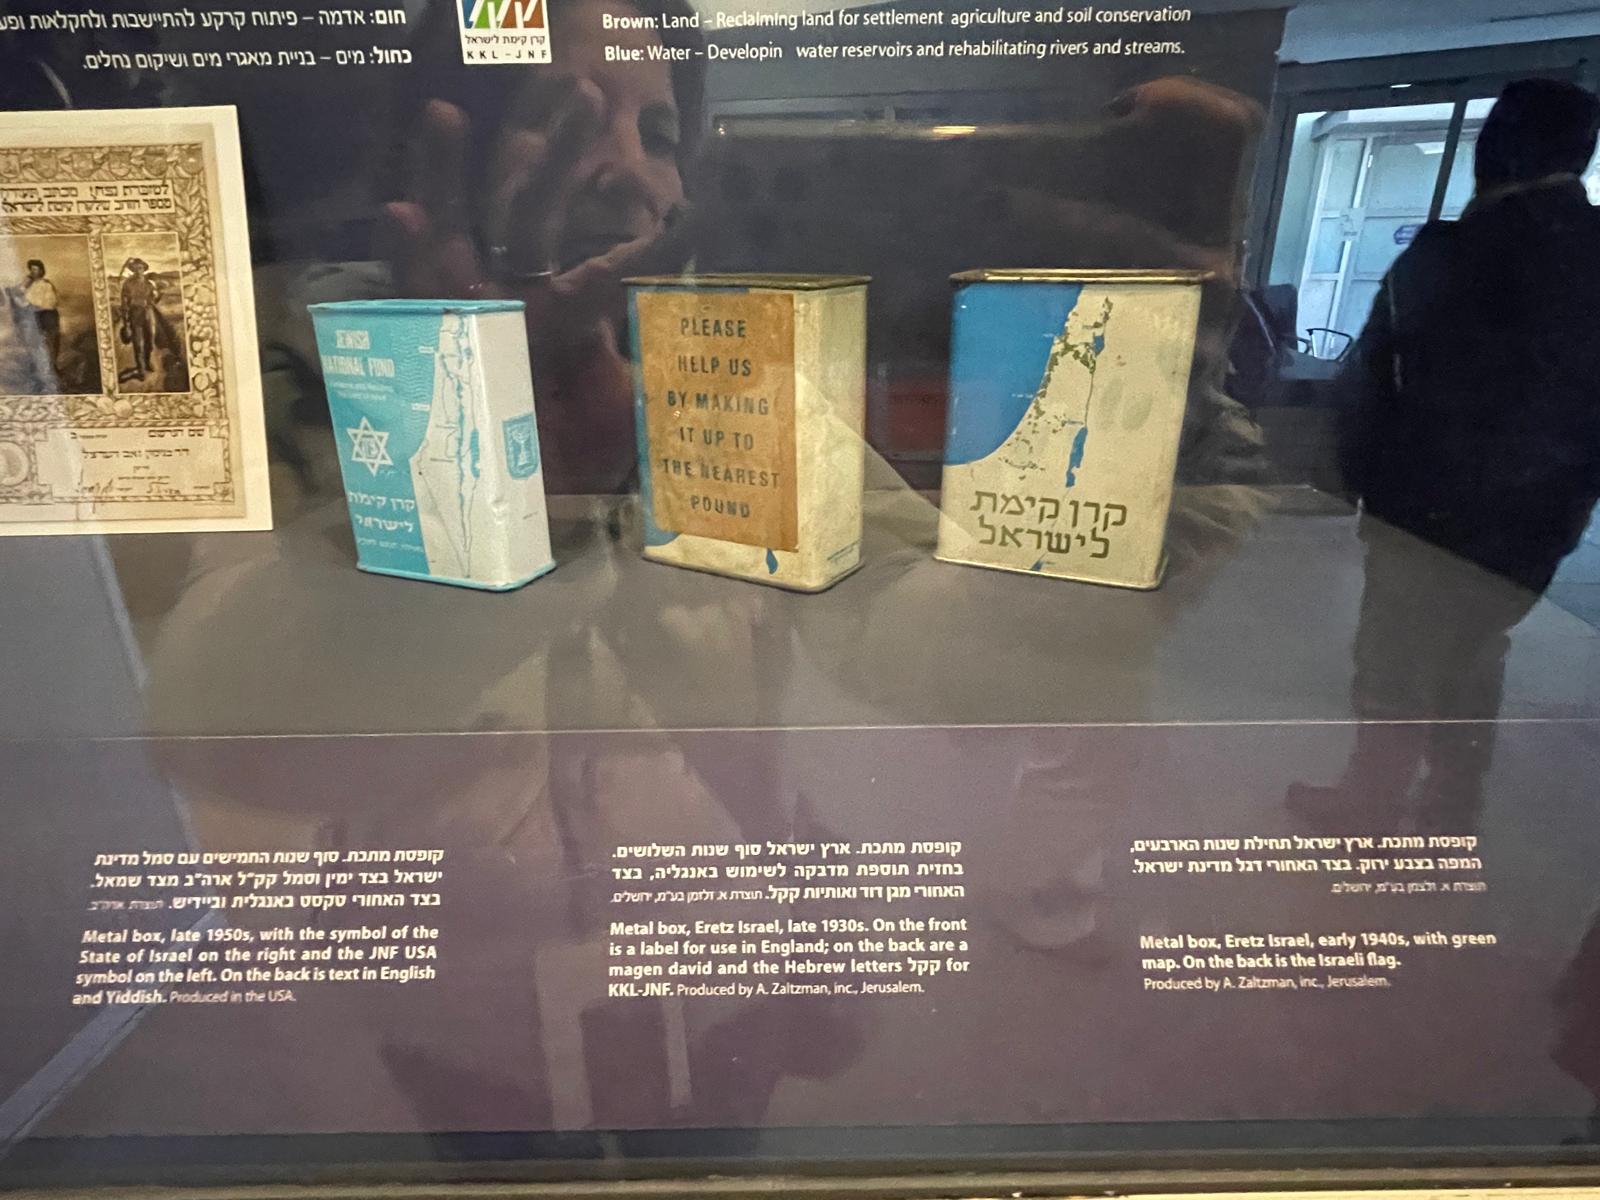 חום: אדמה – פיתוח קרקע להתיישבות ולחקלאות
כחול: מים – בניית מאגרי מים ושיקום נחלים.
קרן קימת לישראל
KKL-JNF
Brown: Land – Reclaiming land for settlement agriculture and soil conservation
Blue: Water – Developin water reservoirs and rehabilitating rivers and streams.
JEWISH
NATIONAL FUND
קרן קימת
לישראל
PLEASE
HELP US
BY MAKING
IT UP TO
THE NEAREST
POUND
קרן קימת
לישראל
קופסת מתכת. סוף שנות החמישים עם סמל מדינת
ישראל בצד ימין וסמל קק"ל ארה"ב מצד שמאל.
בצד האחורי טקסט באנגלית וביידיש. תוצרת ארה"ב.
Metal box, late 1950s, with the symbol of the
State of Israel on the right and the JNF USA
symbol on the left. On the back is text in English
and Yiddish. Produced in the USA.
קופסת מתכת. ארץ ישראל סוף שנות השלושים.
בחזית תוספת מדבקה לשימוש באנגליה, בצד
האחורי מגן דוד ואותיות קקל. תוצרת א. זלזמן בע"מ, ירושלים.
Metal box, Eretz Israel, late 1930s. On the front
is a label for use in England; on the back are a
magen david and the Hebrew letters קקל for
KKL-JNF. Produced by A. Zaltzman, inc., Jerusalem.
קופסת מתכת. ארץ ישראל תחילת שנות הארבעים,
המפה בצבע ירוק. בצד האחורי דגל מדינת ישראל.
תוצרת א. זלצמן בע"מ, ירושלים.
Metal box, Eretz Israel, early 1940s, with green
map. On the back is the Israeli flag.
Produced by A. Zaltzman, inc., Jerusalem.